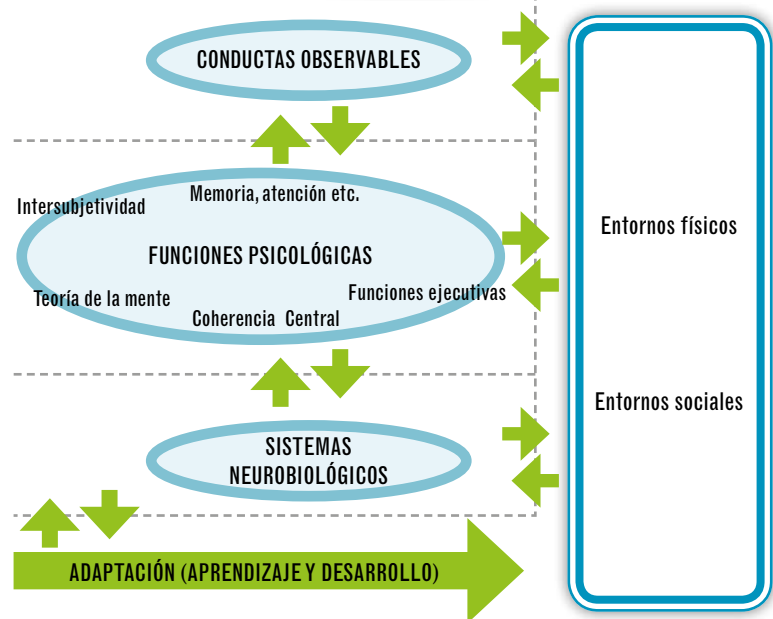 CONDUCTAS OBSERVABLES
Memoria, atención etc.
Intersubjetividad
FUNCIONES PSICOLÓGICAS
Teoría de la mente
Funciones ejecutivas
Coherencia Central
SISTEMAS
NEUROBIOLÓGICOS
ADAPTACIÓN (APRENDIZAJE Y DESARROLLO)
Entornos físicos
Entornos sociales